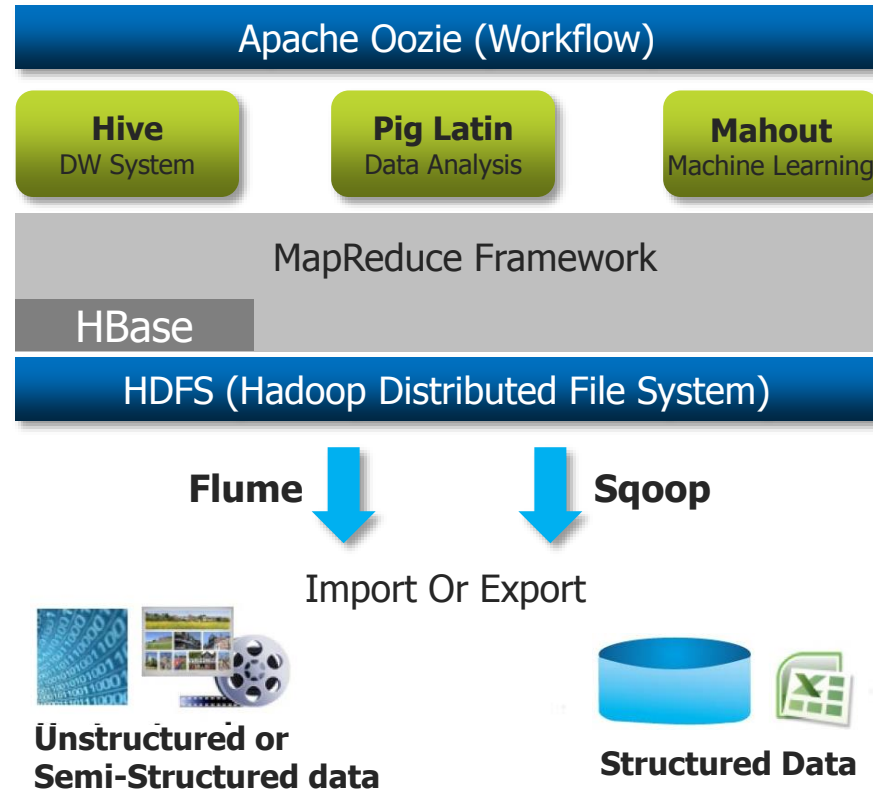 Apache Oozie (Workflow)
Hive
DW System
Pig Latin
Data Analysis
Mahout
Machine Learning
MapReduce Framework
HBase
HDFS (Hadoop Distributed File System)
Flume
Sqoop
Import Or Export
Unstructured or
Semi-Structured data
Structured Data